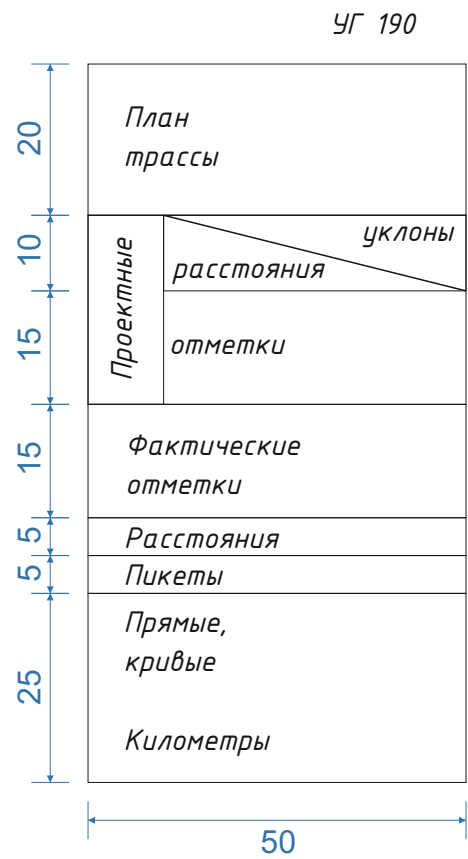 УГ 190
20
План
трассы
10
Проектные
уклоны
расстояния
15
отметки
15
Фактические
отметки
5
Расстояния
5
Пикеты
25
Прямые,
кривые
Километры
50